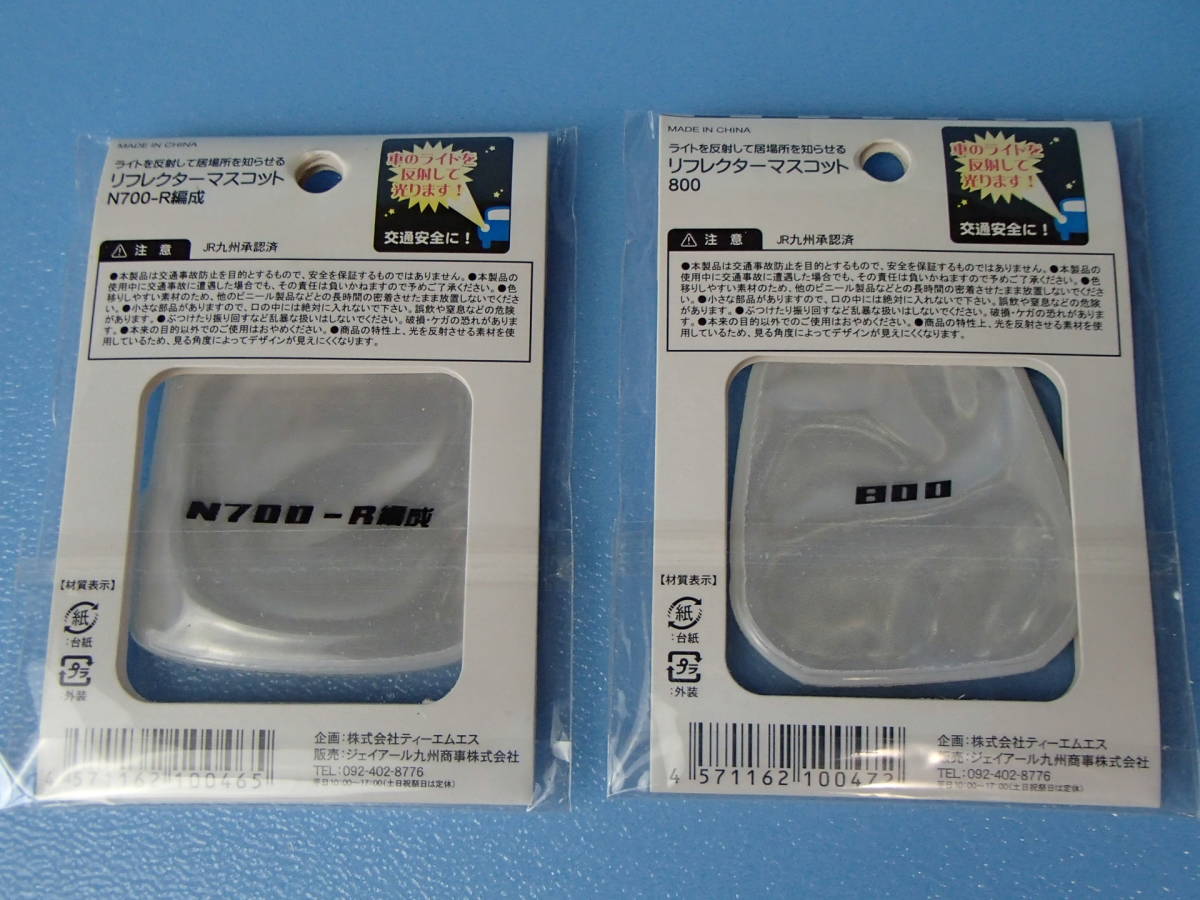 MADE IN CHINA
ライトを反射して居場所を知らせる
リフレクターマスコット
N700-R編成
車のライトを
反射して
光ります!
交通安全に!
注意
JR九州承認済
●本製品は交通事故防止を目的とするもので、安全を保証するものではありません。●本製品の
使用中に交通事故に遭遇した場合でも、その責任は負いかねますので予めご了承ください。●色
移りしやすい素材のため、他のビニール製品などとの長時間の密着させたまま放置しないでくださ
い。●小さな部品がありますので、口の中には絶対に入れないで下さい。誤飲や窒息などの危険
があります。●ぶつけたり振り回すなど乱暴な扱いはしないでください。破損・ケガの恐れがありま
す。●本来の目的以外でのご使用はおやめください。●商品の特性上、光を反射させる素材を使
用しているため、見る角度によってデザインが見えにくくなります。
N700-R編成
【材質表示】
紙
:台紙
プラ
:外装
4 571162 100465
企画:株式会社ティーエムエス
販売:ジェイアール九州商事株式会社
TEL:092-402-8776
平日10:00~17:00(土日祝祭日は定休)
MADE IN CHINA
ライトを反射して居場所を知らせる
リフレクターマスコット
800
車のライトを
反射して
光ります!
交通安全に!
注意
JR九州承認済
●本製品は交通事故防止を目的とするもので、安全を保証するものではありません。●本製品の
使用中に交通事故に遭遇した場合でも、その責任は負いかねますので予めご了承ください。●色
移りしやすい素材のため、他のビニール製品などとの長時間の密着させたまま放置しないでくださ
い。●小さな部品がありますので、口の中には絶対に入れないで下さい。誤飲や窒息などの危険
があります。●ぶつけたり振り回すなど乱暴な扱いはしないでください。破損・ケガの恐れがありま
す。●本来の目的以外でのご使用はおやめください。●商品の特性上、光を反射させる素材を使
用しているため、見る角度によってデザインが見えにくくなります。
800
【材質表示】
紙
:台紙
プラ
:外装
4 571162 100472
企画:株式会社ティーエムエス
販売:ジェイアール九州商事株式会社
TEL:092-402-8776
平日10:00~17:00(土日祝祭日は定休)